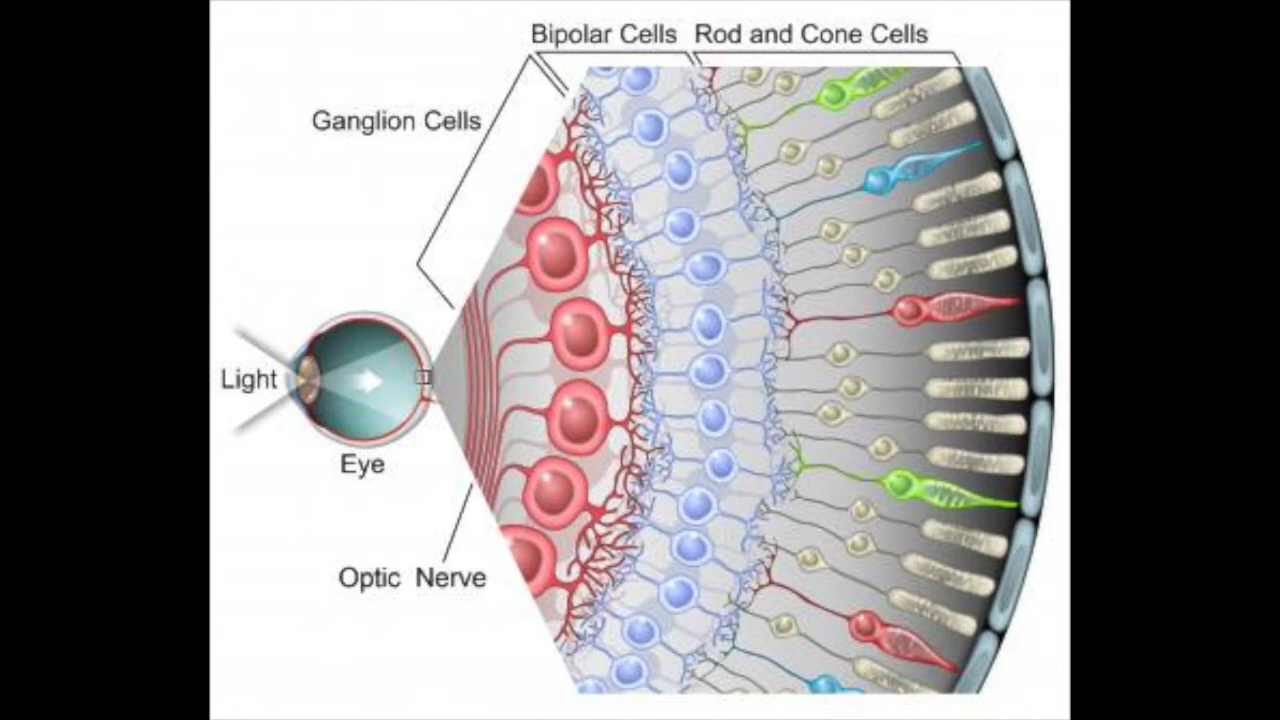 Bipolar Cells
Rod and Cone Cells
Ganglion Cells
Light
Eye
Optic Nerve